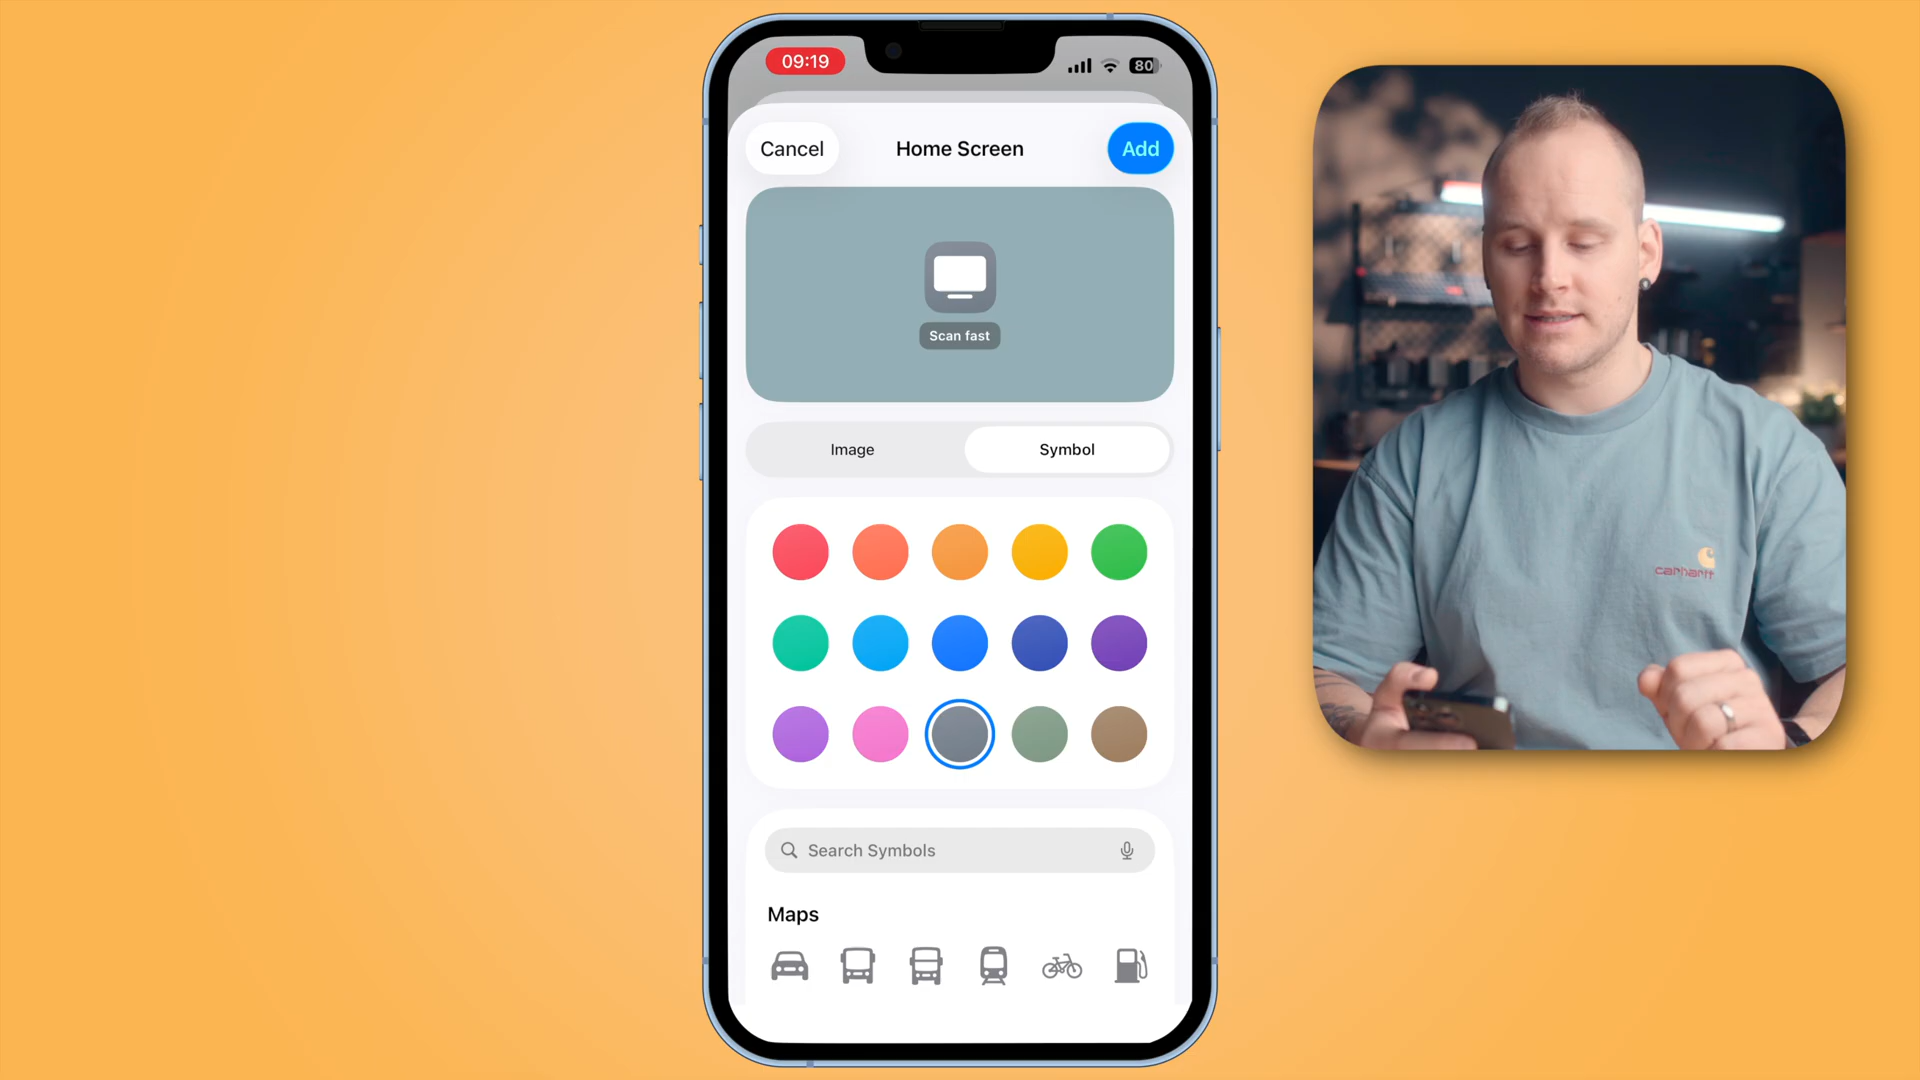 09:19
80
Cancel
Home Screen
Add
Scan fast
Image
Symbol
Search Symbols
Maps
carhartt